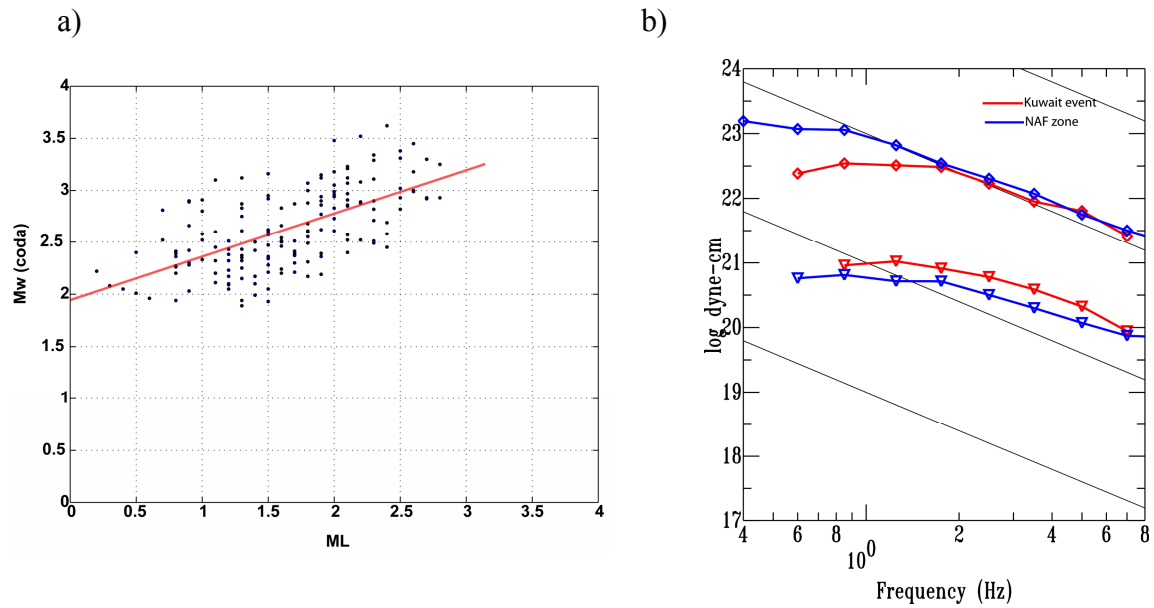 a)
b)
4
3.5
3
2.5
2
1.5
1
0.5
0
Mw (coda)
0 0.5 1 1.5 2 2.5 3 3.5 4
ML
24
23
22
21
20
19
18
17
log dyne-cm
Kuwait event
NAF zone
4 6 8 10⁰ 2 4 6 8
Frequency (Hz)